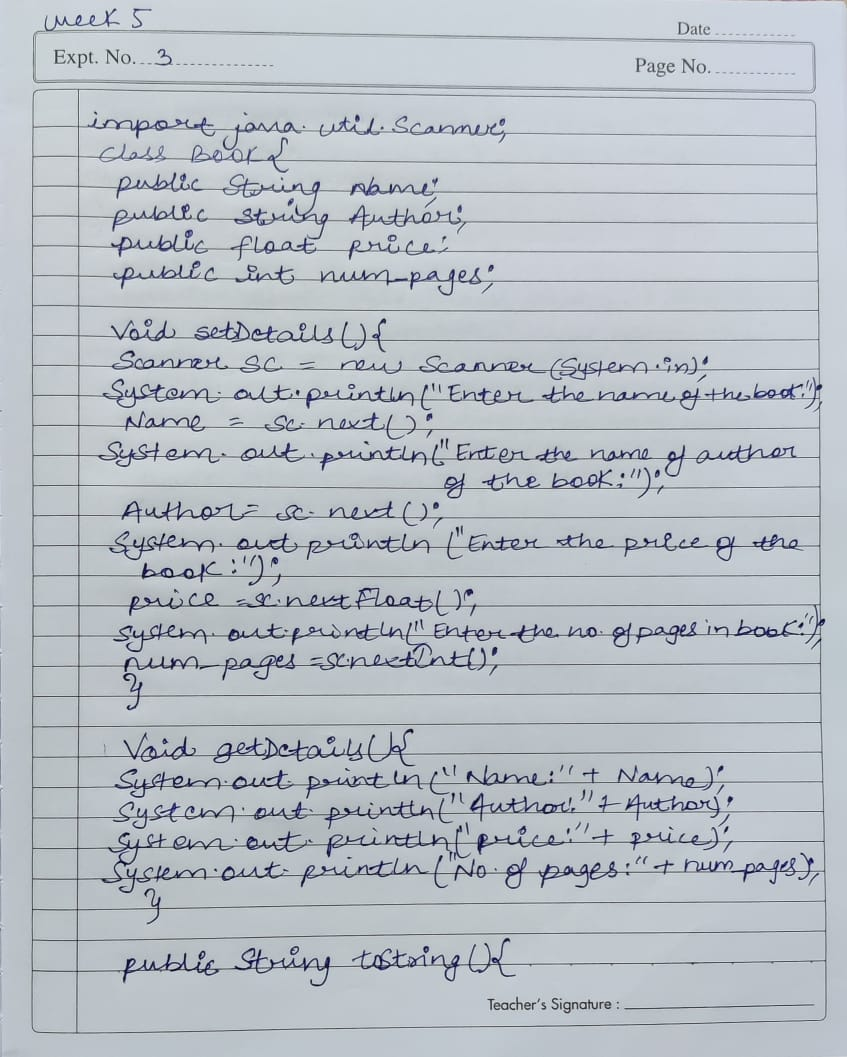 Week 5
Date
Expt. No. 3
Page No.
import java.util.Scanner;
class Book{
public String Name;
public String Author;
public float price;
public int num_pages;
Void setDetails(){
Scanner SC = new Scanner (System.in);
System.out.println("Enter the name of the book:");
Name = sc.next();
System.out.println("Enter the name of author
of the book:");
Author = sc.next();
System.out println ("Enter the price of the
book:");
price = sc.nextFloat();
System.out.println("Enter the no. of pages in book:");
num_pages = sc.nextInt();
}
Void getDetails(){
System.out.println("Name:" + Name);
System.out.println("Author:" + Author);
System.out.println("price:" + price);
System.out.println("No. of pages:" + num_pages);
}
public String toString(){
Teacher's Signature :